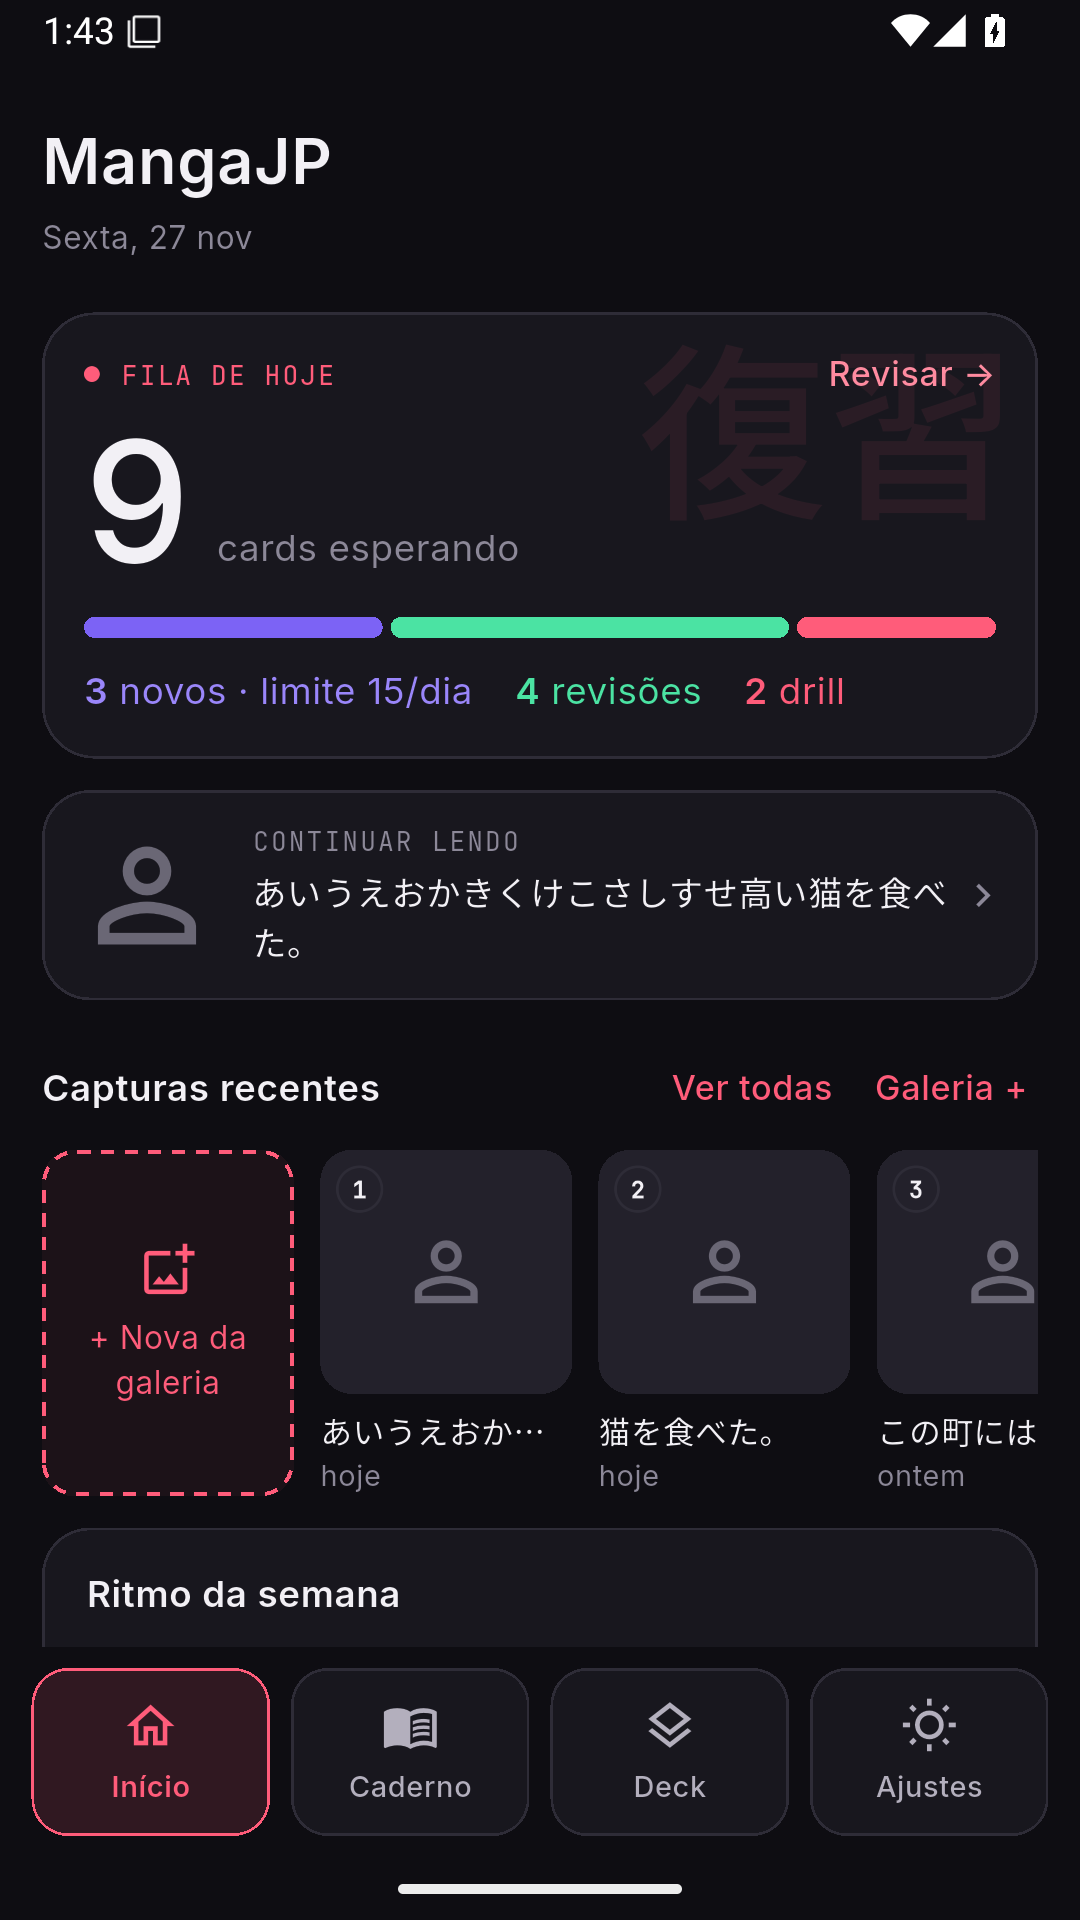 1:43
MangaJP
Sexta, 27 nov
復習
FILA DE HOJE
Revisar →
9 cards esperando
3 novos · limite 15/dia 4 revisões 2 drill
CONTINUAR LENDO
あいうえおかきくけこさしすせ高い猫を食べ
た。
Capturas recentes
Ver todas
Galeria +
+ Nova da
galeria
1
あいうえおか…
hoje
2
猫を食べた。
hoje
3
この町には
ontem
Ritmo da semana
Início
Caderno
Deck
Ajustes